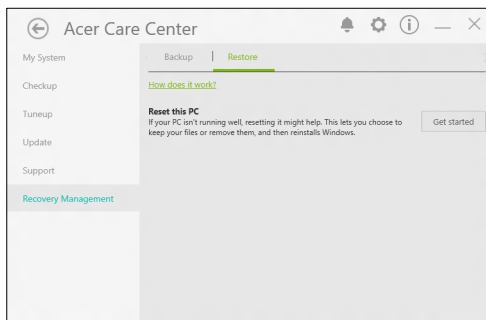 Acer Care Center
My System
Checkup
Tuneup
Update
Support
Recovery Management
Backup
Restore
How does it work?
Reset this PC
If your PC isn't running well, resetting it might help. This lets you choose to
keep your files or remove them, and then reinstalls Windows.
Get started